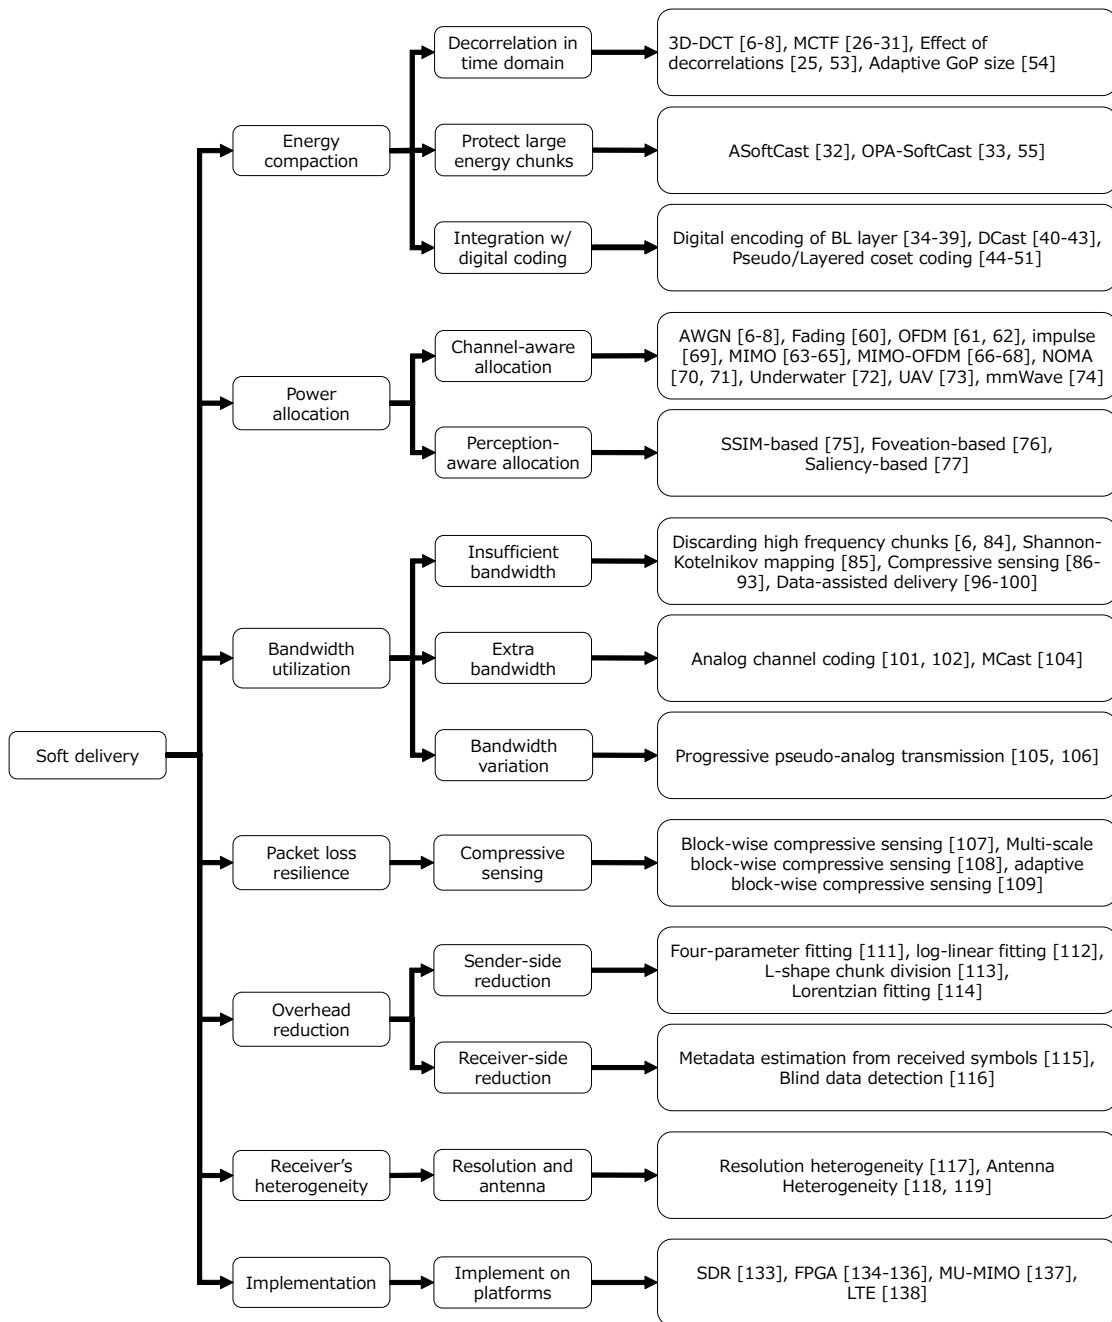 Soft delivery
Energy
compaction
Decorrelation in
time domain
3D-DCT [6-8], MCTF [26-31], Effect of
decorrelations [25, 53], Adaptive GoP size [54]
Protect large
energy chunks
ASoftCast [32], OPA-SoftCast [33, 55]
Integration w/
digital coding
Digital encoding of BL layer [34-39], DCast [40-43],
Pseudo/Layered coset coding [44-51]
Power
allocation
Channel-aware
allocation
AWGN [6-8], Fading [60], OFDM [61, 62], impulse
[69], MIMO [63-65], MIMO-OFDM [66-68], NOMA
[70, 71], Underwater [72], UAV [73], mmWave [74]
Perception-
aware allocation
SSIM-based [75], Foveation-based [76],
Saliency-based [77]
Bandwidth
utilization
Insufficient
bandwidth
Discarding high frequency chunks [6, 84], Shannon-
Kotelnikov mapping [85], Compressive sensing [86-
93], Data-assisted delivery [96-100]
Extra
bandwidth
Analog channel coding [101, 102], MCast [104]
Bandwidth
variation
Progressive pseudo-analog transmission [105, 106]
Packet loss
resilience
Compressive
sensing
Block-wise compressive sensing [107], Multi-scale
block-wise compressive sensing [108], adaptive
block-wise compressive sensing [109]
Overhead
reduction
Sender-side
reduction
Four-parameter fitting [111], log-linear fitting [112],
L-shape chunk division [113],
Lorentzian fitting [114]
Receiver-side
reduction
Metadata estimation from received symbols [115],
Blind data detection [116]
Receiver's
heterogeneity
Resolution and
antenna
Resolution heterogeneity [117], Antenna
Heterogeneity [118, 119]
Implementation
Implement on
platforms
SDR [133], FPGA [134-136], MU-MIMO [137],
LTE [138]